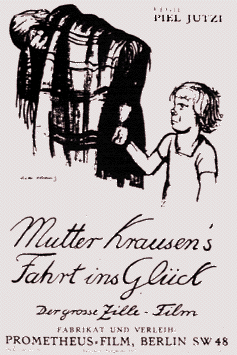 REGIE
PIEL JUTZI
Mutter Krausen's
Fahrt ins Glück
Der grosse Zille-Film
FABRIKAT UND VERLEIH
PROMETHEUS-FILM, BERLIN SW 48